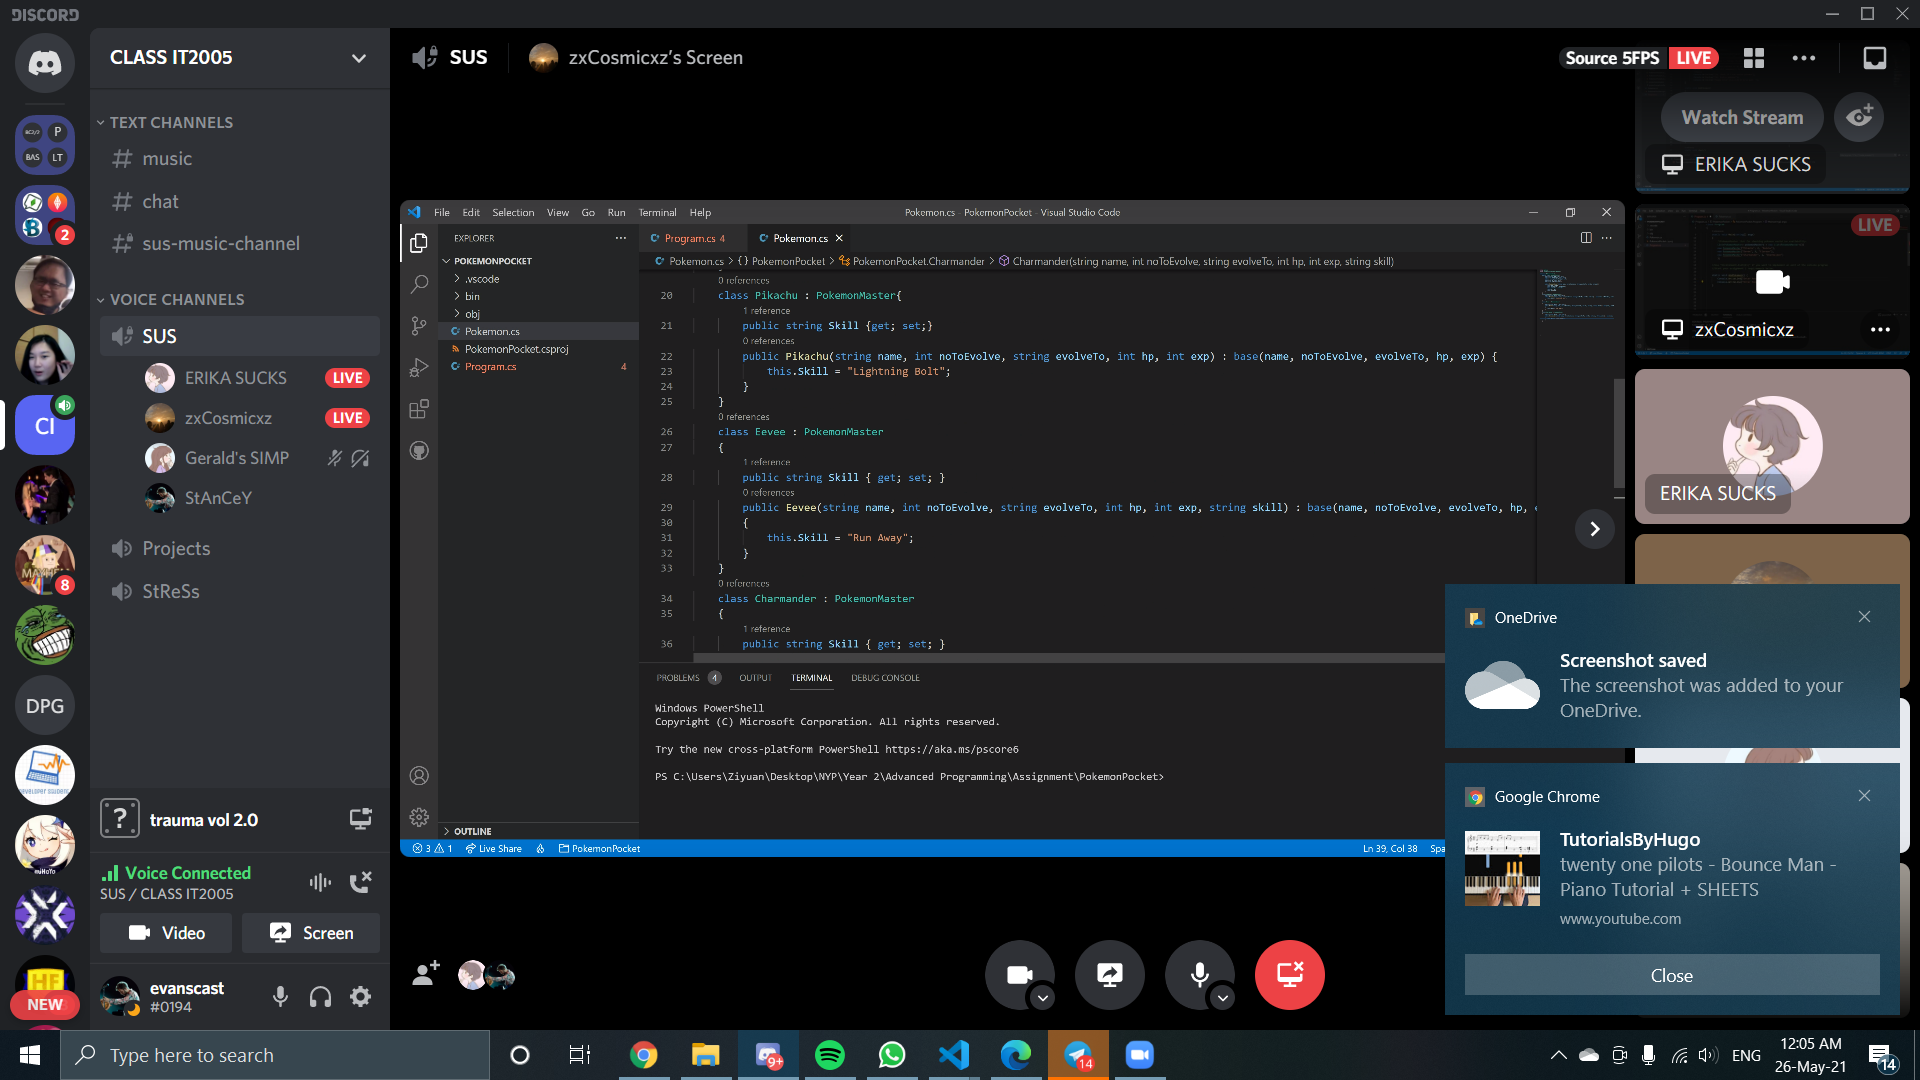 DISCORD
CLASS IT2005
TEXT CHANNELS
music
chat
sus-music-channel
VOICE CHANNELS
SUS
ERIKA SUCKS LIVE
zxCosmicxz LIVE
Gerald's SIMP
StAnCeY
Projects
StReSs
P
BAS LT
2
CI
8
DPG
miHoYo
HF
NEW
trauma vol 2.0
Voice Connected
SUS / CLASS IT2005
Video Screen
evanscast
#0194
SUS zxCosmicxz's Screen
Source 5FPS LIVE
Watch Stream
ERIKA SUCKS
LIVE
zxCosmicxz
ERIKA SUCKS
File Edit Selection View Go Run Terminal Help
Pokemon.cs - PokemonPocket - Visual Studio Code
EXPLORER
POKEMONPOCKET
.vscode
bin
obj
Pokemon.cs
PokemonPocket.csproj
Program.cs 4
OUTLINE
Program.cs 4 Pokemon.cs
Pokemon.cs > {} PokemonPocket > PokemonPocket.Charmander > Charmander(string name, int noToEvolve, string evolveTo, int hp, int exp, string skill)
0 references
20 class Pikachu : PokemonMaster{
1 reference
21 public string Skill {get; set;}
0 references
22 public Pikachu(string name, int noToEvolve, string evolveTo, int hp, int exp) : base(name, noToEvolve, evolveTo, hp, exp) {
23 this.Skill = "Lightning Bolt";
24 }
25 }
0 references
26 class Eevee : PokemonMaster
27 {
1 reference
28 public string Skill { get; set; }
0 references
29 public Eevee(string name, int noToEvolve, string evolveTo, int hp, int exp, string skill) : base(name, noToEvolve, evolveTo, hp,
30 {
31 this.Skill = "Run Away";
32 }
33 }
0 references
34 class Charmander : PokemonMaster
35 {
1 reference
36 public string Skill { get; set; }
PROBLEMS 4 OUTPUT TERMINAL DEBUG CONSOLE
Windows PowerShell
Copyright (C) Microsoft Corporation. All rights reserved.
Try the new cross-platform PowerShell https://aka.ms/pscore6
PS C:\Users\Ziyuan\Desktop\NYP\Year 2\Advanced Programming\Assignment\PokemonPocket>
3 1 Live Share PokemonPocket
Ln 39, Col 38 Spa
OneDrive
Screenshot saved
The screenshot was added to your
OneDrive.
Google Chrome
TutorialsByHugo
twenty one pilots - Bounce Man -
Piano Tutorial + SHEETS
www.youtube.com
Close
Type here to search
9+
14
ENG
12:05 AM
26-May-21
14